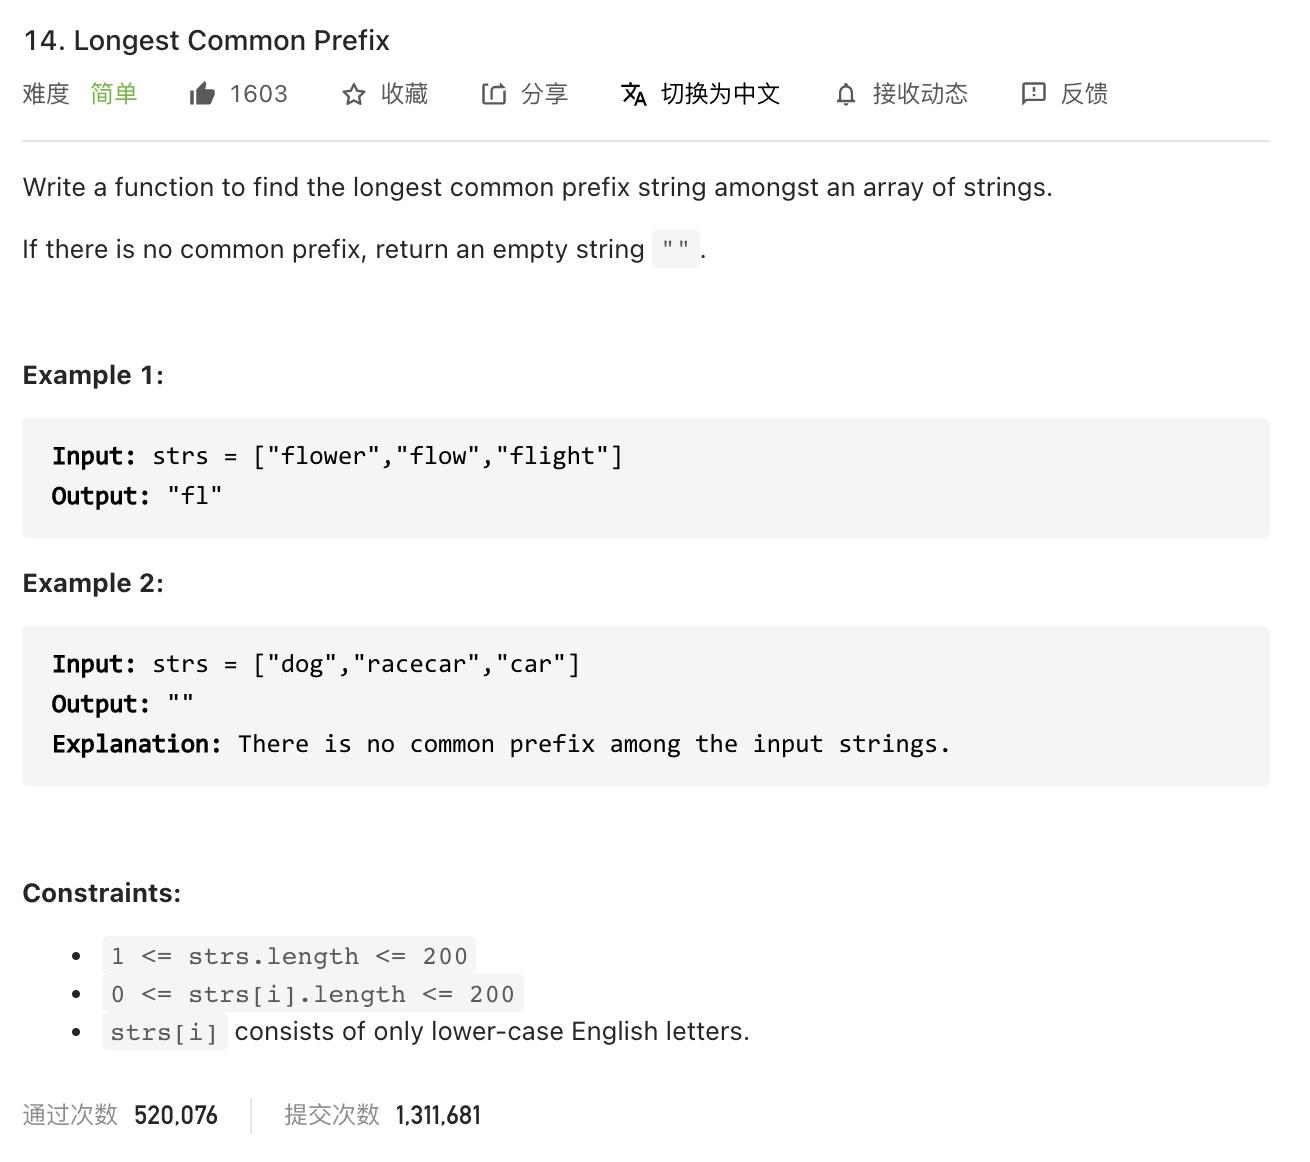 14. Longest Common Prefix
难度 简单 1603 收藏 分享 切换为中文 接收动态 反馈
Write a function to find the longest common prefix string amongst an array of strings.
If there is no common prefix, return an empty string "".
Example 1:
Input: strs = ["flower","flow","flight"]
Output: "fl"
Example 2:
Input: strs = ["dog","racecar","car"]
Output: ""
Explanation: There is no common prefix among the input strings.
Constraints:
• 1 <= strs.length <= 200
• 0 <= strs[i].length <= 200
• strs[i] consists of only lower-case English letters.
通过次数 520,076 提交次数 1,311,681